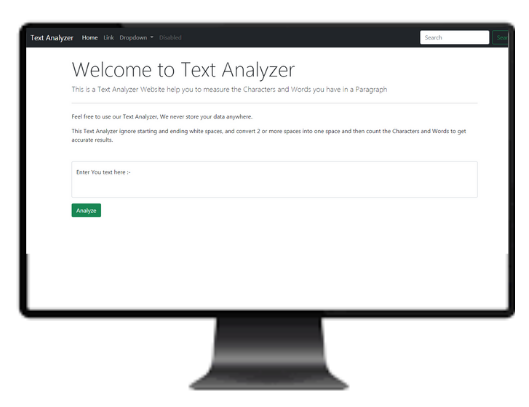 Text Analyzer Home Link Dropdown Disabled Search
Welcome to Text Analyzer
This is a Text Analyzer Website help you to measure the Characters and Words you have in a Paragraph
Feel free to use our Text Analyzer, We never store your data anywhere.
This Text Analyzer ignore starting and ending white spaces, and convert 2 or more spaces into one space and then count the Characters and Words to get
accurate results.
Enter You text here :-
Analyze